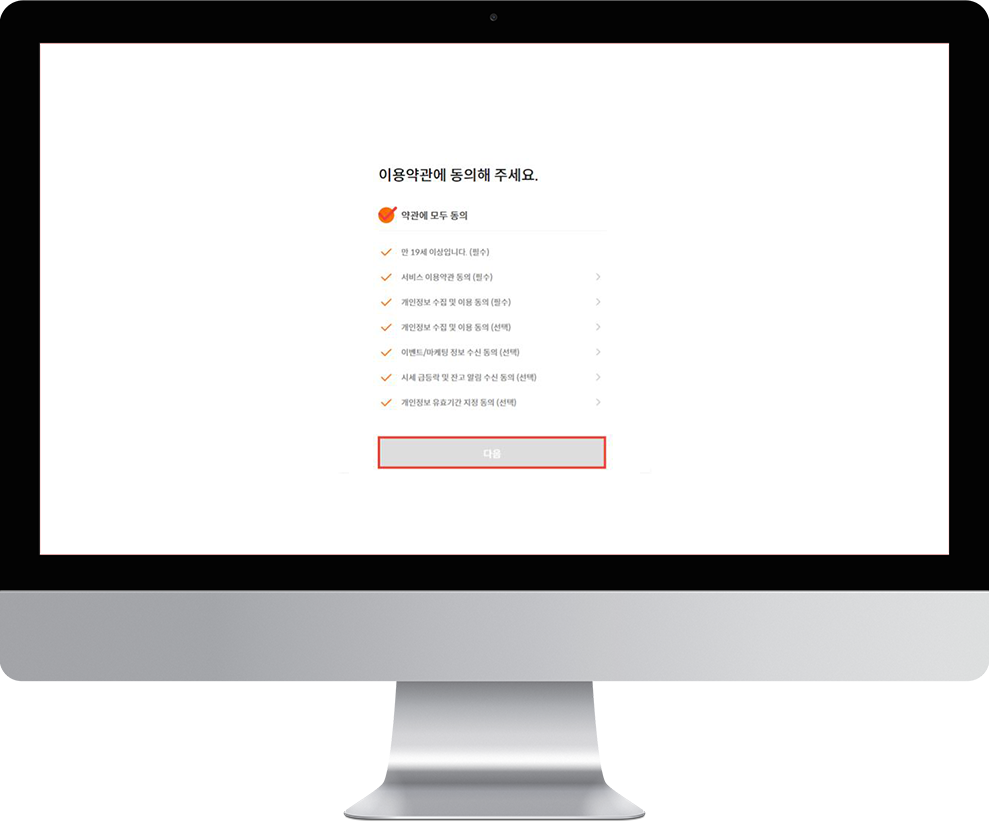 이용약관에 동의해 주세요.
약관에 모두 동의
만 19세 이상입니다. (필수)
서비스 이용약관 동의 (필수)
개인정보 수집 및 이용 동의 (필수)
개인정보 수집 및 이용 동의 (선택)
이벤트/마케팅 정보 수신 동의 (선택)
시세 급등락 및 잔고 알림 수신 동의 (선택)
개인정보 유효기간 지정 동의 (선택)
다음